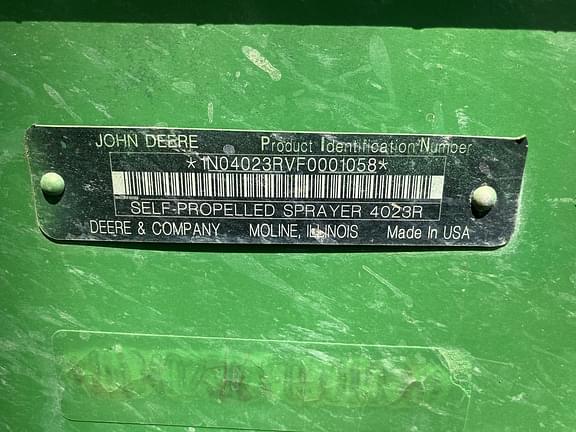 JOHN DEERE Product Identification Number
*1N04023RVF0001058*
SELF-PROPELLED SPRAYER 4023R
DEERE & COMPANY MOLINE, ILLINOIS Made In USA